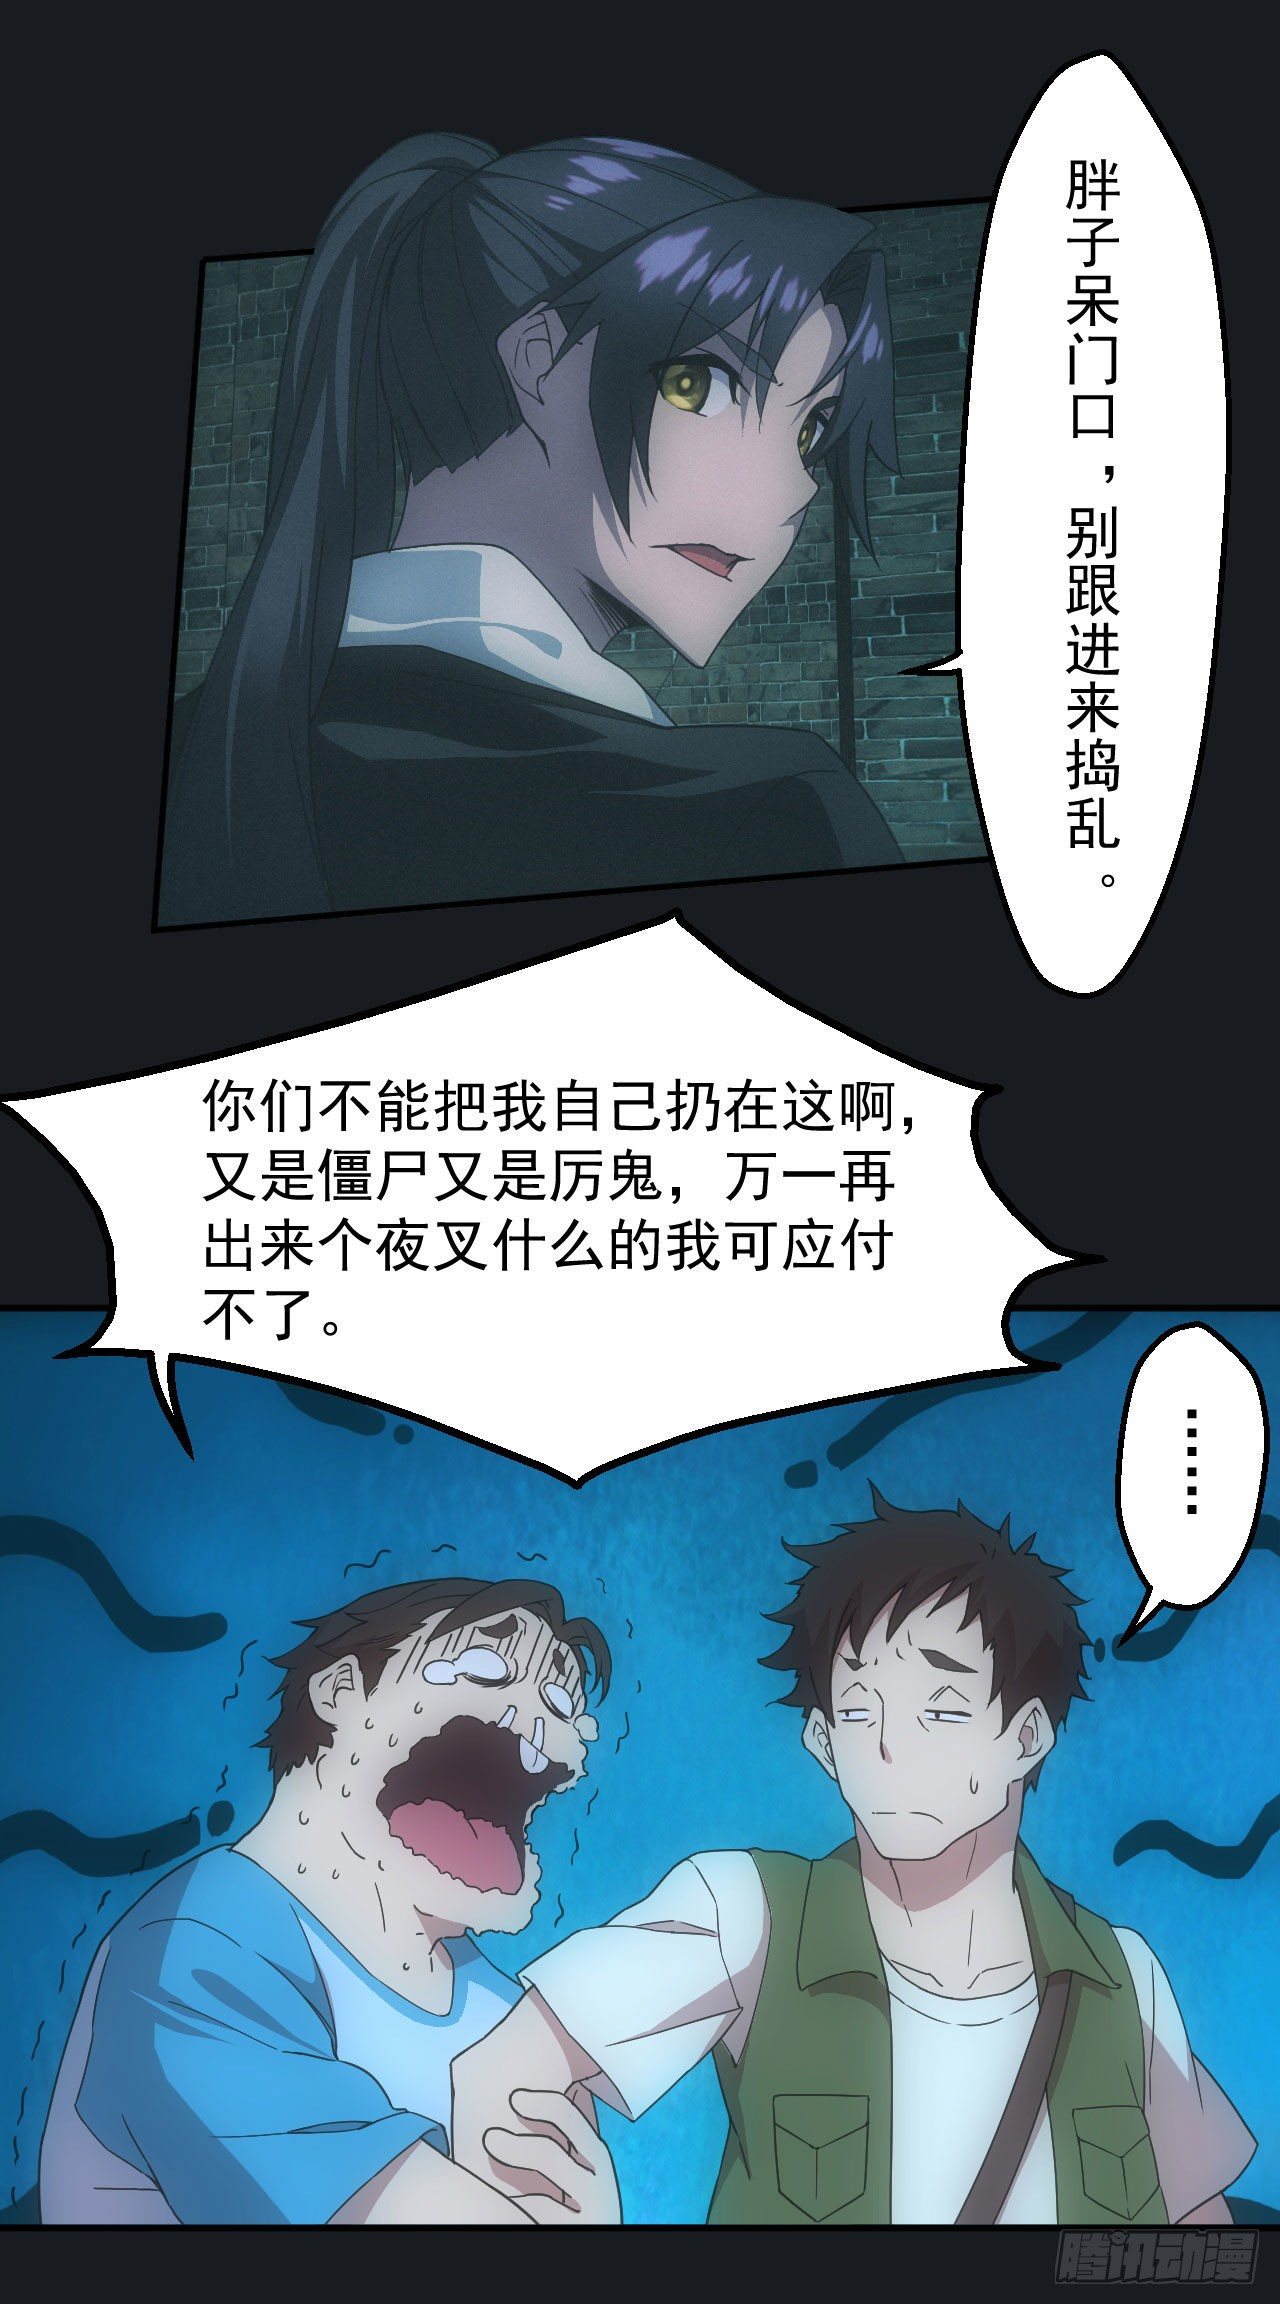 胖子呆门口，别跟进来捣乱。
你们不能把我自己扔在这啊，
又是僵尸又是厉鬼，万一再
出来个夜叉什么的我可应付
不了。
……
腾讯动漫